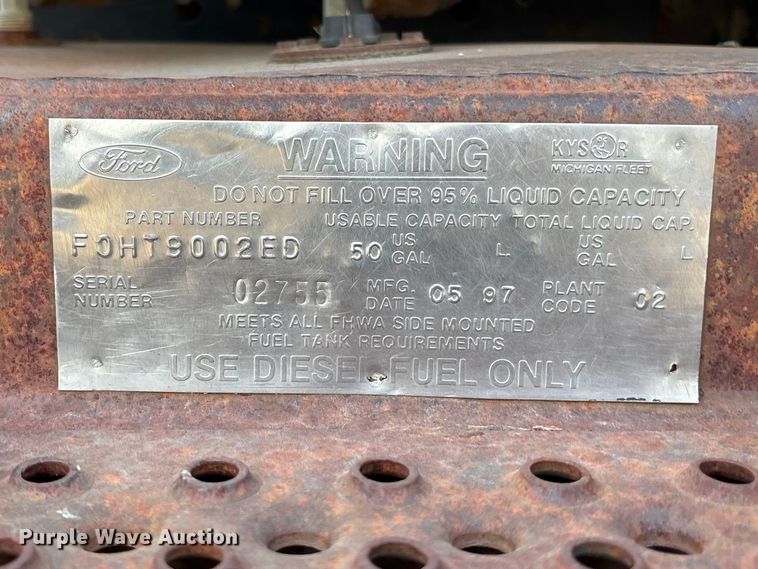 Ford WARNING KYSOR
MICHIGAN FLEET
DO NOT FILL OVER 95% LIQUID CAPACITY
PART NUMBER USABLE CAPACITY TOTAL LIQUID CAP.
F0HT9002ED 50 US GAL L US GAL L
SERIAL NUMBER 02755 MFG. DATE 05 97 PLANT CODE 02
MEETS ALL FHWA SIDE MOUNTED
FUEL TANK REQUIREMENTS
USE DIESEL FUEL ONLY
Purple Wave Auction